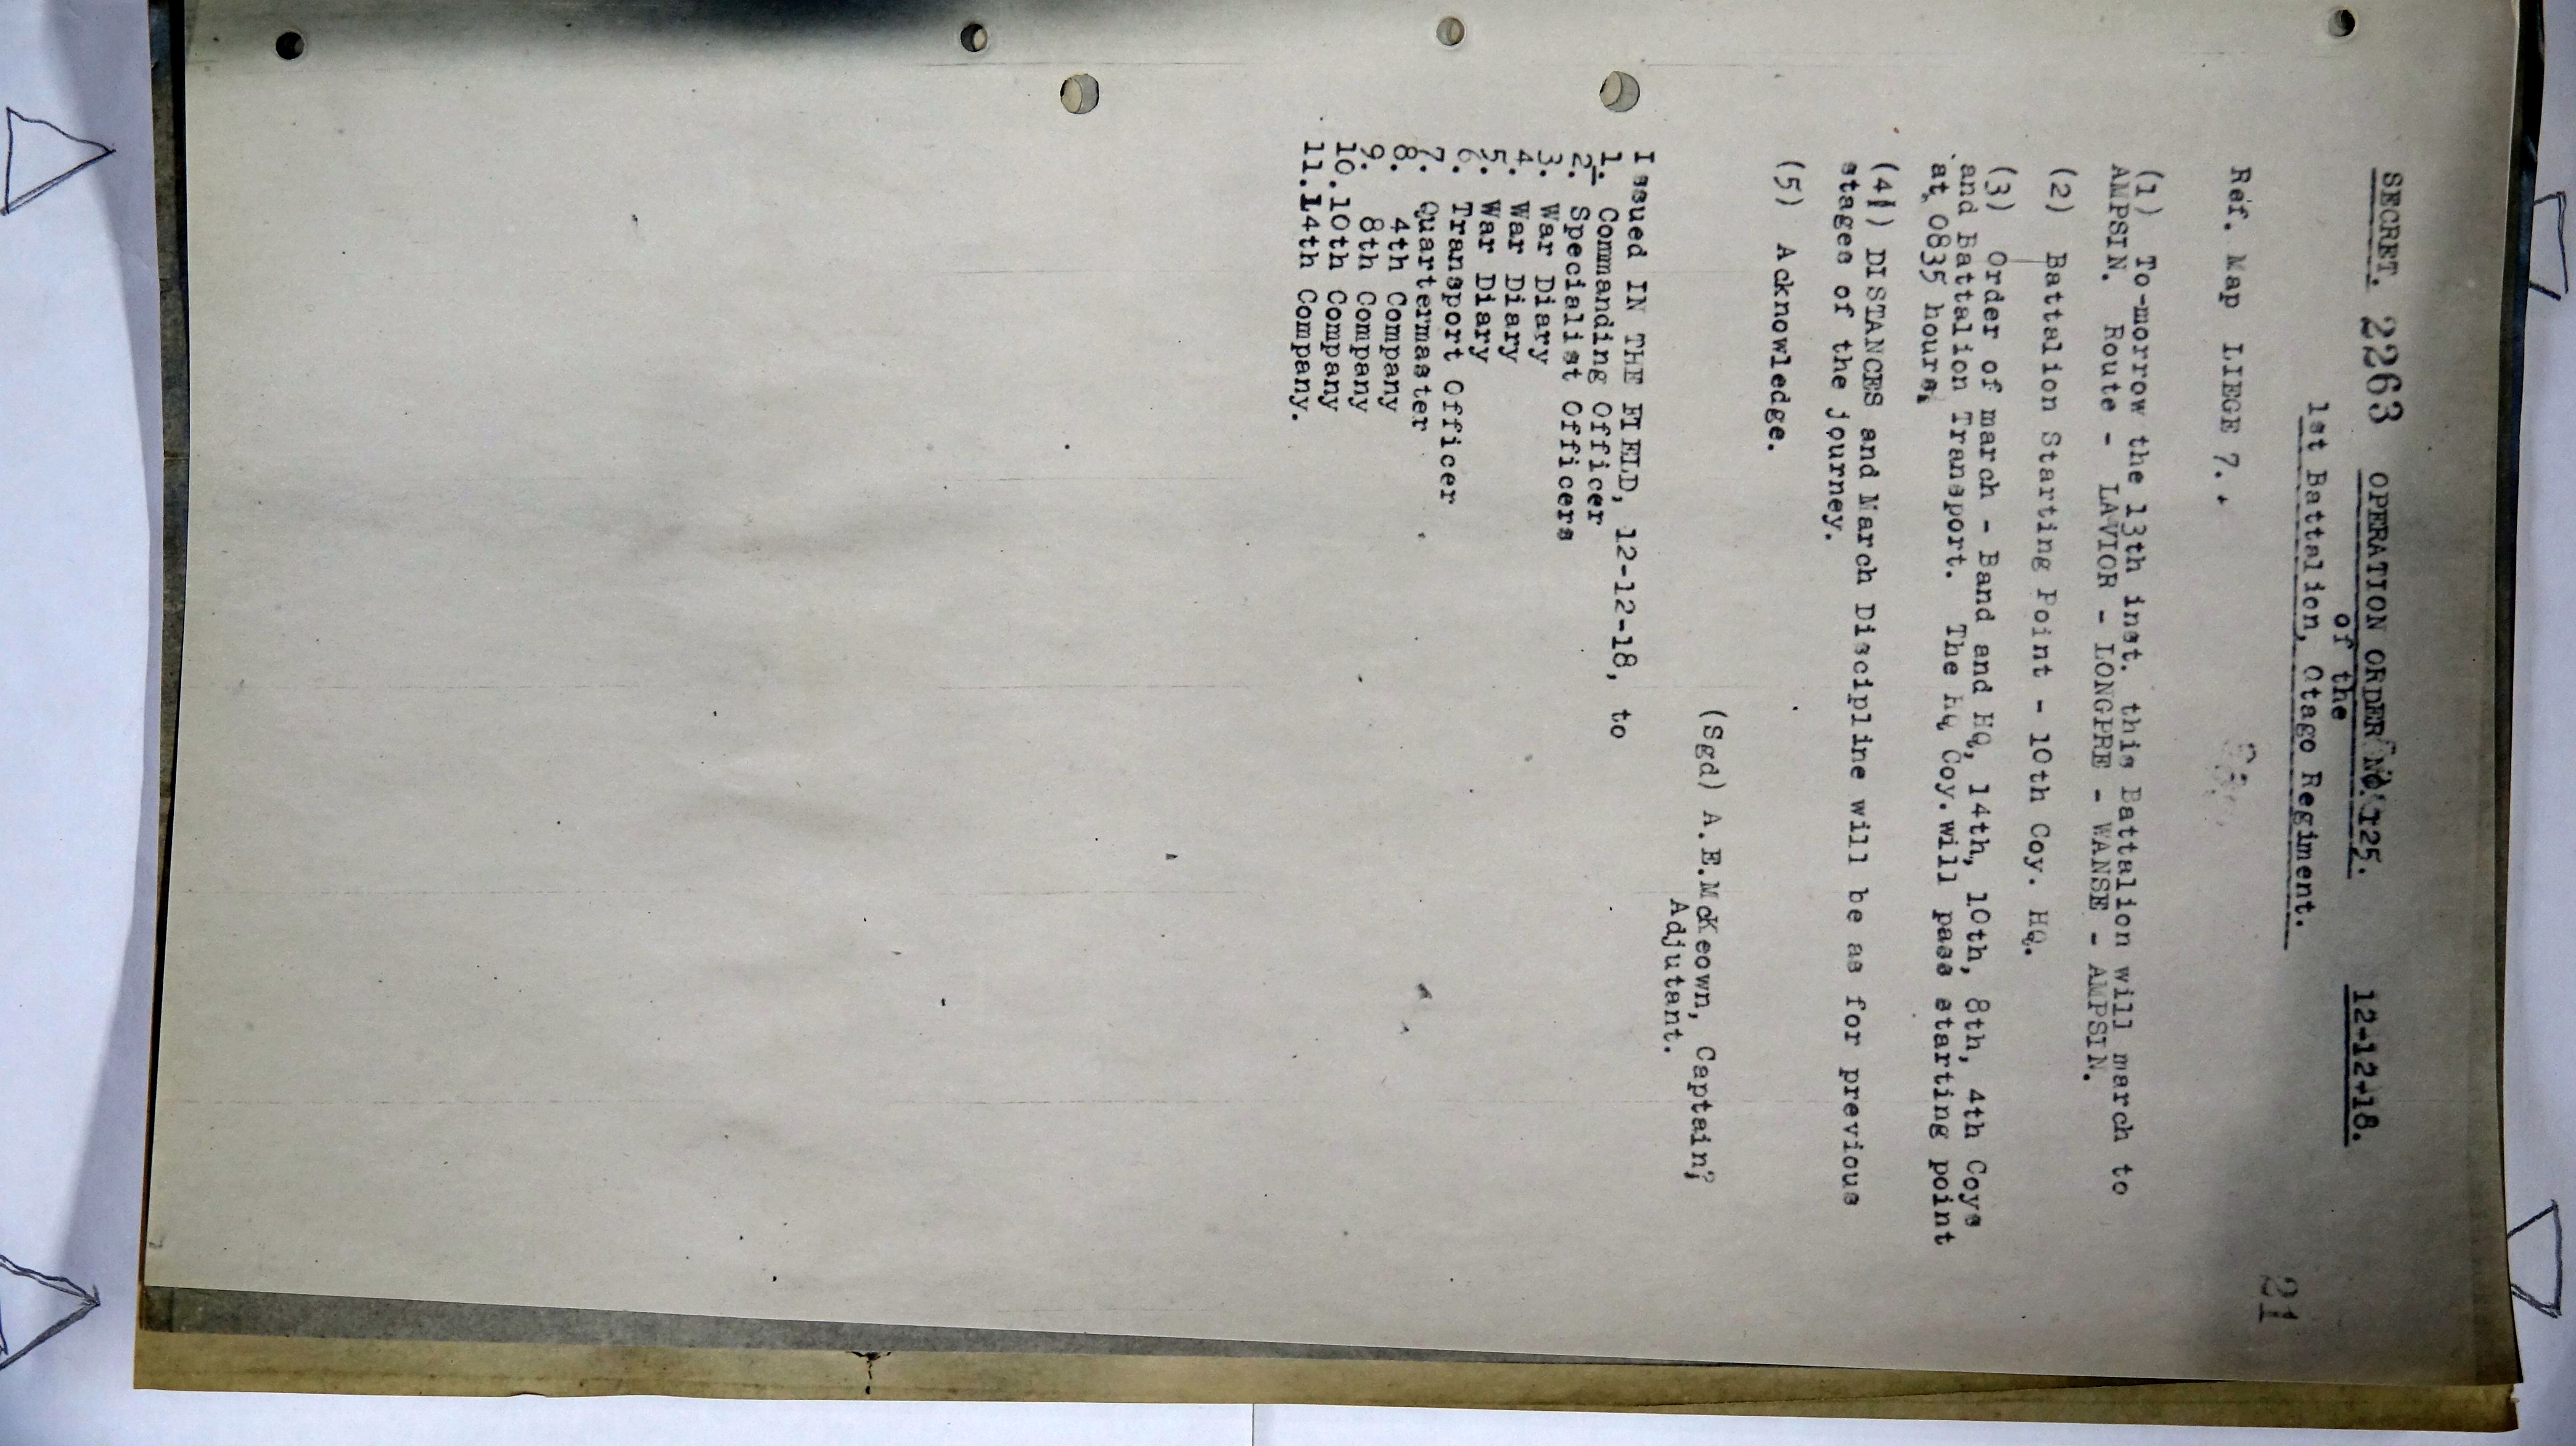 SECRET. 2263 OPERATION ORDER No. 125. 12-12-18.
of the
1st Battalion, Otago Regiment.
21
Ref. Map LIEGE 7.
(1) To-morrow the 13th inst. this Battalion will march to
AMPSIN. Route - LAVIOR - LONGPRE - WANSE - AMPSIN.
(2) Battalion Starting Point - 10th Coy. HQ.
(3) Order of march - Band and HQ, 14th, 10th, 8th, 4th Coys
and Battalion Transport. The hq Coy.will pass starting point
at 0835 hours.
(4) DISTANCES and March Discipline will be as for previous
stages of the journey.
(5) Acknowledge.
(Sgd) A.E.McKeown, Captain,
Adjutant.
Issued IN THE FIELD, 12-12-18, to
1. Commanding Officer
2. Specialist Officers
3. War Diary
4. War Diary
5. War Diary
6. Transport Officer
7. Quartermaster
8. 4th Company
9. 8th Company
10.10th Company
11.14th Company.